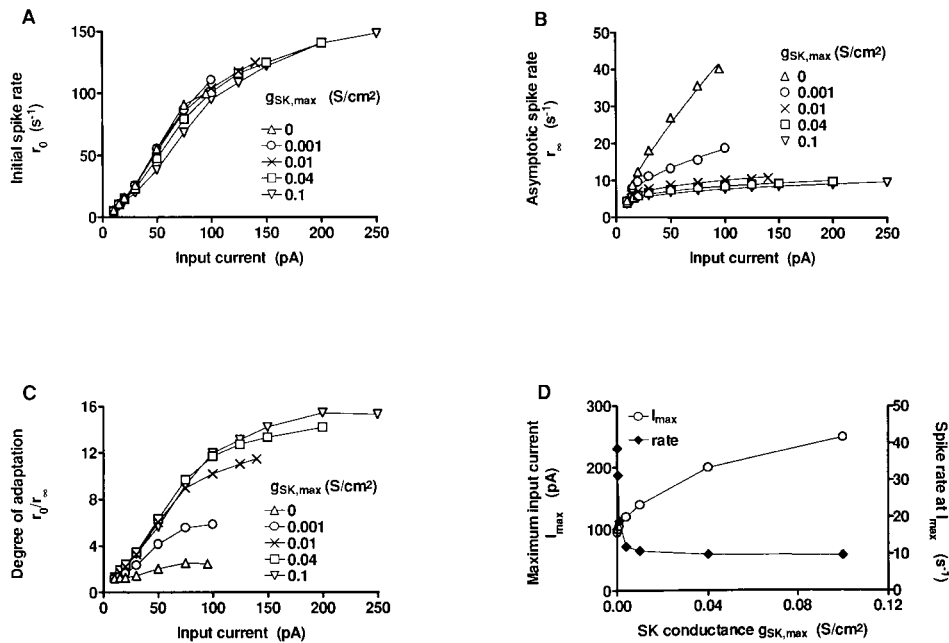 A
Initial spike rate
r₀ (s⁻¹)
150
100
50
0
0 50 100 150 200 250
Input current (pA)
gSK,max (S/cm²)
0
0.001
0.01
0.04
0.1
B
Asymptotic spike rate
r∞ (s⁻¹)
50
40
30
20
10
0
0 50 100 150 200 250
Input current (pA)
gSK,max (S/cm²)
0
0.001
0.01
0.04
0.1
C
Degree of adaptation
r₀/r∞
16
12
8
4
0
0 50 100 150 200 250
Input current (pA)
gSK,max (S/cm²)
0
0.001
0.01
0.04
0.1
D
Maximum input current
Imax (pA)
300
200
100
0
Imax
rate
50
40
30
20
10
0
Spike rate at Imax
(s⁻¹)
0.00 0.04 0.08 0.12
SK conductance gSK,max (S/cm²)